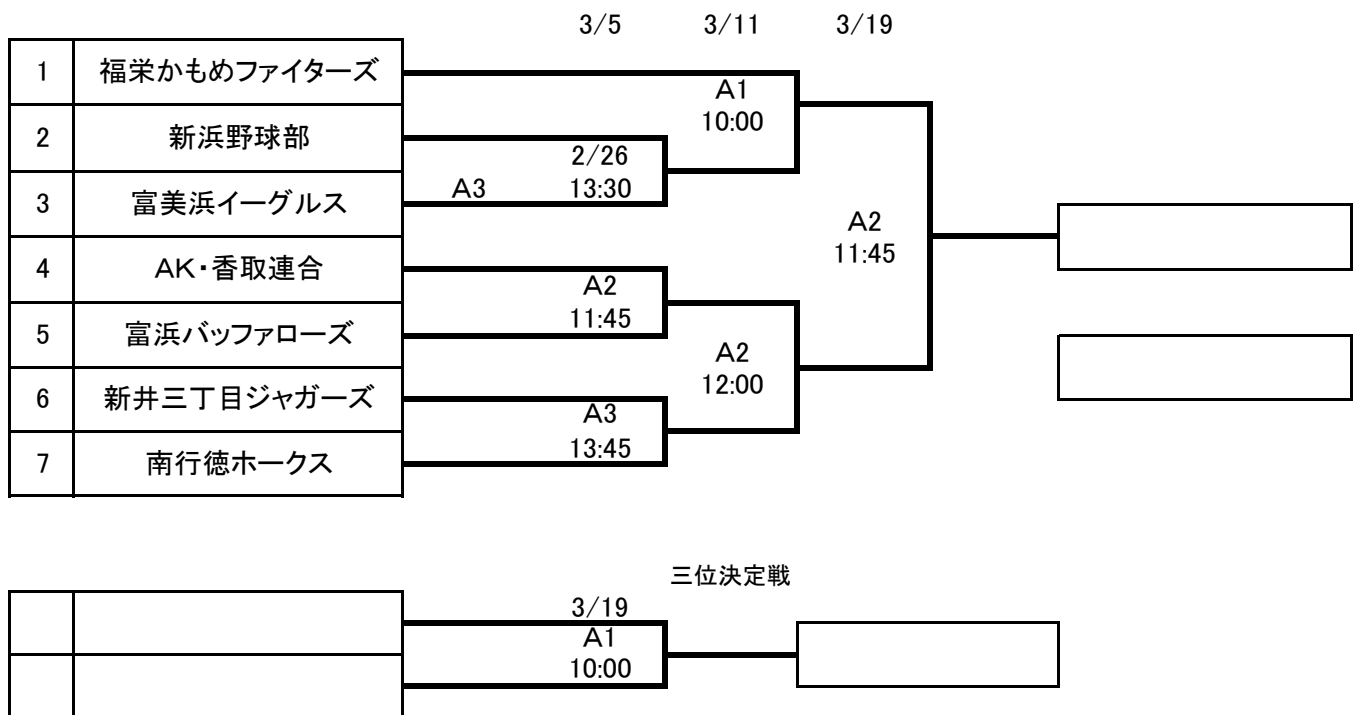 3/5 3/11 3/19
1 福栄かもめファイターズ
A1
10:00
2 新浜野球部
2/26
A3 13:30
3 富美浜イーグルス
A2
11:45
4 AK・香取連合
A2
11:45
5 富浜バッファローズ
A2
12:00
6 新井三丁目ジャガーズ
A3
13:45
7 南行徳ホークス
三位決定戦
3/19
A1
10:00